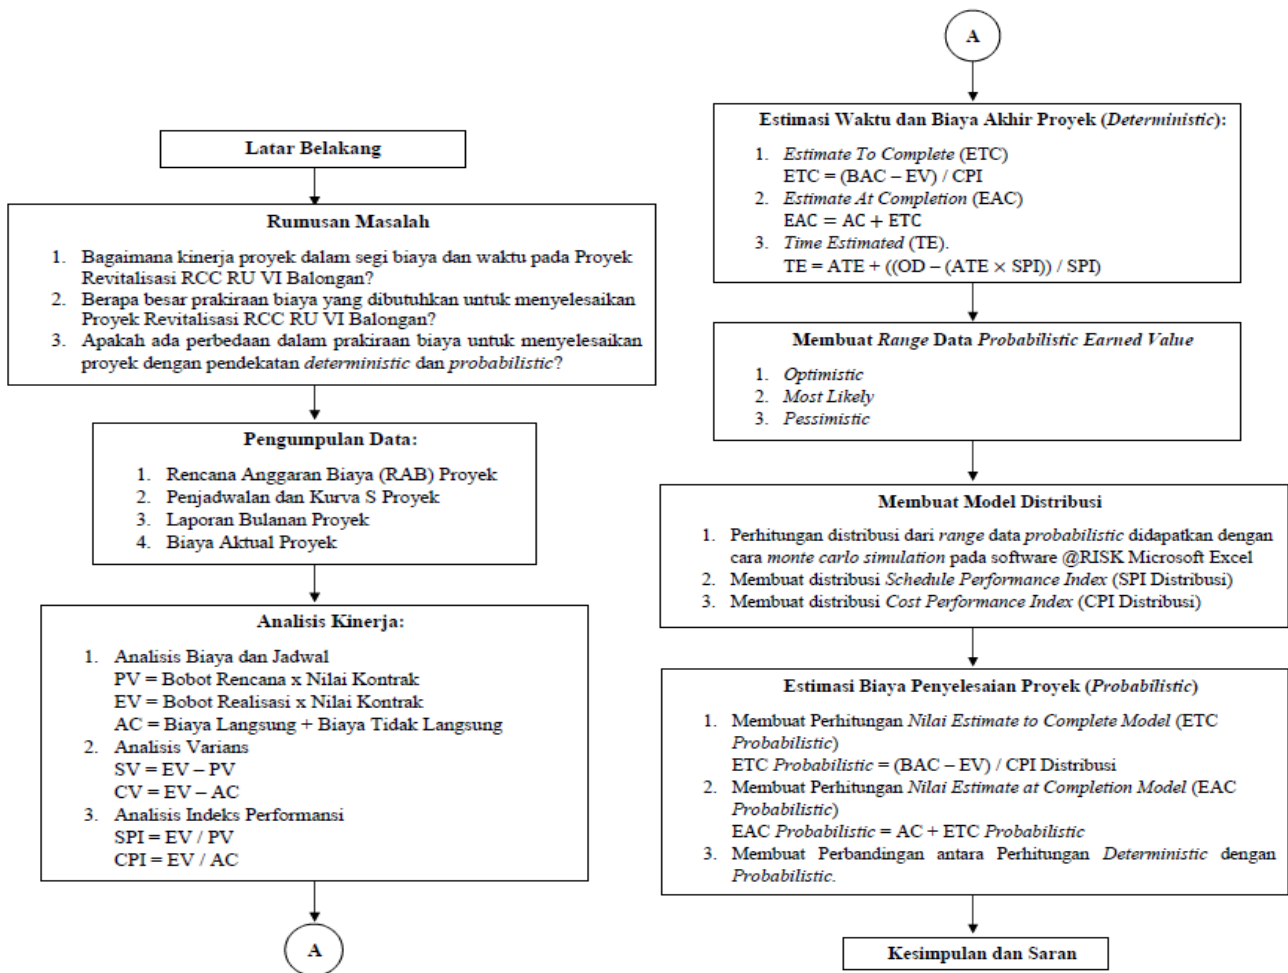 Latar Belakang
Rumusan Masalah
1. Bagaimana kinerja proyek dalam segi biaya dan waktu pada Proyek
Revitalisasi RCC RU VI Balongan?
2. Berapa besar prakiraan biaya yang dibutuhkan untuk menyelesaikan
Proyek Revitalisasi RCC RU VI Balongan?
3. Apakah ada perbedaan dalam prakiraan biaya untuk menyelesaikan
proyek dengan pendekatan deterministic dan probabilistic?
Pengumpulan Data:
1. Rencana Anggaran Biaya (RAB) Proyek
2. Penjadwalan dan Kurva S Proyek
3. Laporan Bulanan Proyek
4. Biaya Aktual Proyek
Analisis Kinerja:
1. Analisis Biaya dan Jadwal
PV = Bobot Rencana x Nilai Kontrak
EV = Bobot Realisasi x Nilai Kontrak
AC = Biaya Langsung + Biaya Tidak Langsung
2. Analisis Varians
SV = EV – PV
CV = EV – AC
3. Analisis Indeks Performansi
SPI = EV / PV
CPI = EV / AC
A
A
Estimasi Waktu dan Biaya Akhir Proyek (Deterministic):
1. Estimate To Complete (ETC)
ETC = (BAC – EV) / CPI
2. Estimate At Completion (EAC)
EAC = AC + ETC
3. Time Estimated (TE).
TE = ATE + ((OD – (ATE × SPI)) / SPI)
Membuat Range Data Probabilistic Earned Value
1. Optimistic
2. Most Likely
3. Pessimistic
Membuat Model Distribusi
1. Perhitungan distribusi dari range data probabilistic didapatkan dengan
cara monte carlo simulation pada software @RISK Microsoft Excel
2. Membuat distribusi Schedule Performance Index (SPI Distribusi)
3. Membuat distribusi Cost Performance Index (CPI Distribusi)
Estimasi Biaya Penyelesaian Proyek (Probabilistic)
1. Membuat Perhitungan Nilai Estimate to Complete Model (ETC
Probabilistic)
ETC Probabilistic = (BAC – EV) / CPI Distribusi
2. Membuat Perhitungan Nilai Estimate at Completion Model (EAC
Probabilistic)
EAC Probabilistic = AC + ETC Probabilistic
3. Membuat Perbandingan antara Perhitungan Deterministic dengan
Probabilistic.
Kesimpulan dan Saran